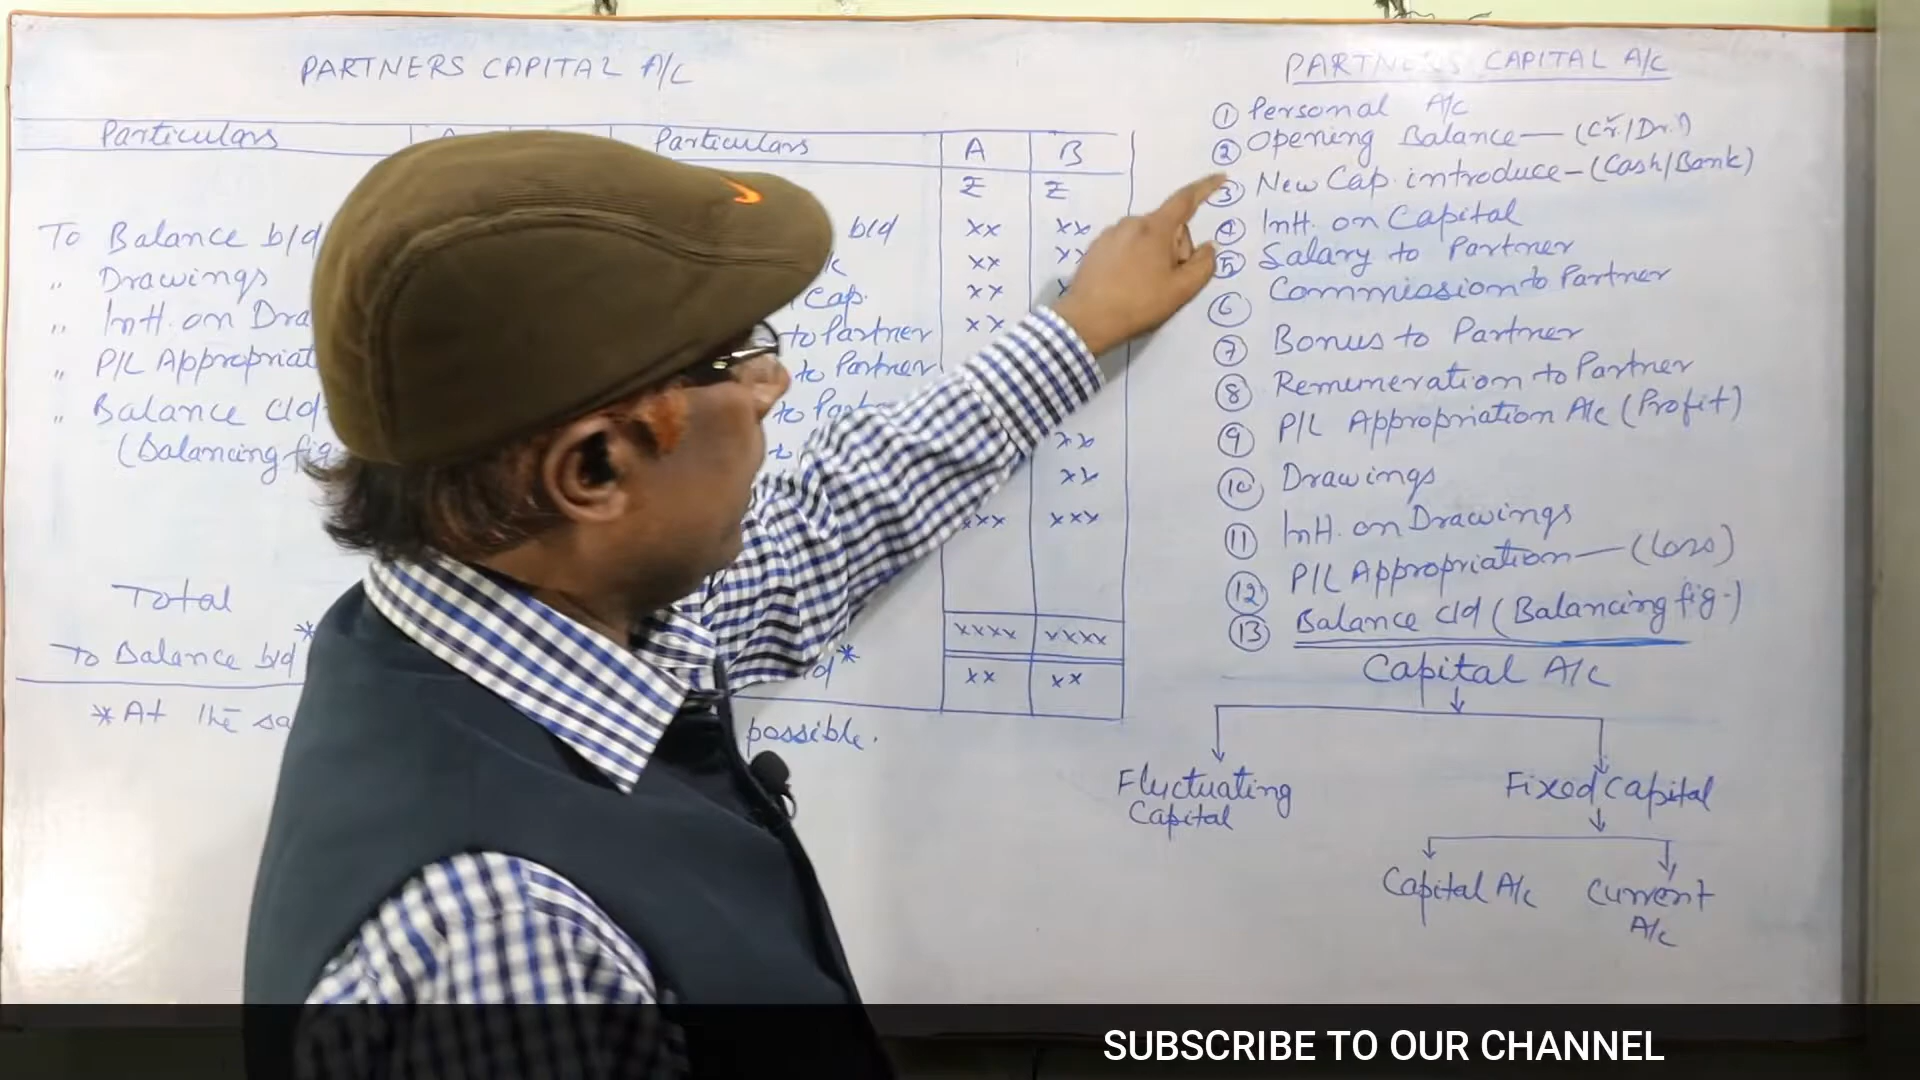 PARTNERS CAPITAL A/C
Particulars
Particulars A B
₹ ₹
To Balance b/d
b/d xx xx
" Drawings
xx xx
" Intt. on Dra
Cap. xx
" P/L Appropriat
to Partner xx
to Partner
" Balance c/d
to
(Balancing fig
xx
xx
xxx xxx
Total
xxxx xxxx
To Balance b/d*
d* xx xx
* At the sa
possible.
PARTN S CAPITAL A/C
① Personal A/c
② Opening Balance — (Cr./Dr.)
③ New Cap. introduce - (Cash/Bank)
④ Intt. on Capital
⑤ Salary to Partner
⑥ Commission to Partner
⑦ Bonus to Partner
⑧ Remuneration to Partner
⑨ P/L Appropriation A/c (Profit)
⑩ Drawings
⑪ Intt. on Drawings
⑫ P/L Appropriation — (Loss)
⑬ Balance c/d (Balancing fig.)
Capital A/c
Fluctuating Capital
Fixed Capital
Capital A/c
Current A/c
SUBSCRIBE TO OUR CHANNEL